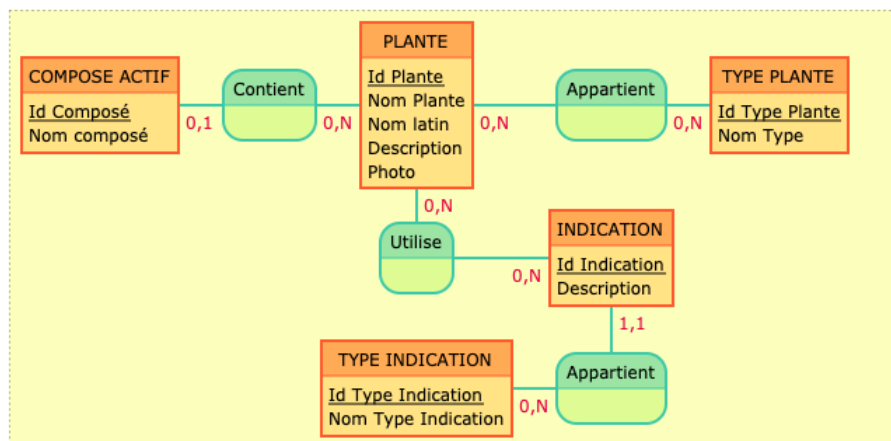 PLANTE
COMPOSE ACTIF
Contient
Appartient
TYPE PLANTE
Id Plante
Id Composé
Nom Plante
Id Type Plante
Nom composé
0,1
0,N
Nom latin
0,N
0,N
Nom Type
Description
Photo
0,N
Utilise
INDICATION
0,N
Id Indication
Description
1,1
TYPE INDICATION
Appartient
Id Type Indication
0,N
Nom Type Indication